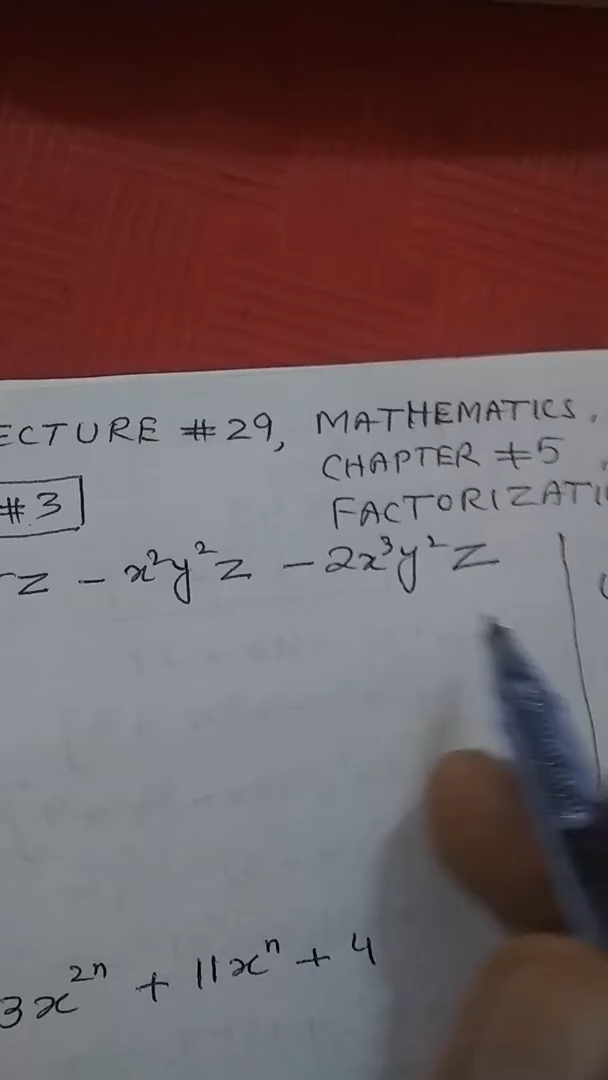 ECTURE #29, MATHEMATICS,
CHAPTER #5,
#3
FACTORIZATI
z - x²y²z - 2x³y²z
3x²ⁿ + 11xⁿ + 4